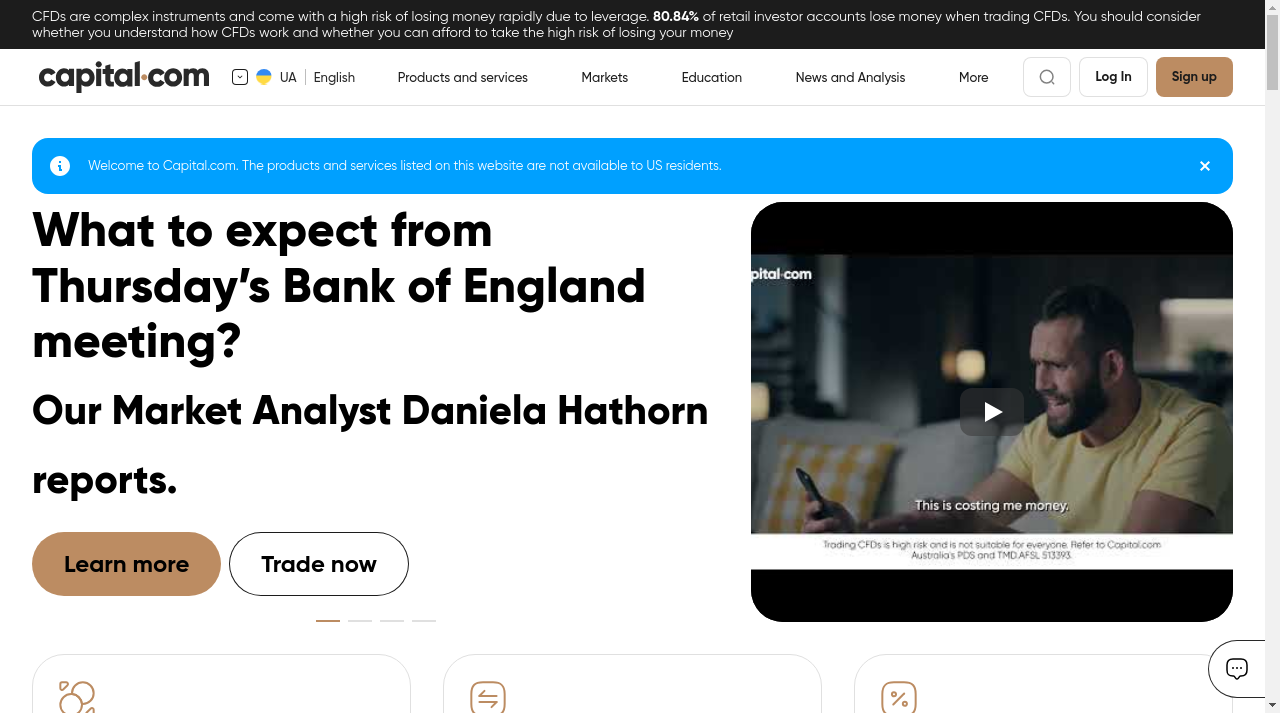 CFDs are complex instruments and come with a high risk of losing money rapidly due to leverage. 80.84% of retail investor accounts lose money when trading CFDs. You should consider
whether you understand how CFDs work and whether you can afford to take the high risk of losing your money
capital.com
UA
English
Products and services
Markets
Education
News and Analysis
More
Log In
Sign up
Welcome to Capital.com. The products and services listed on this website are not available to US residents.
What to expect from
Thursday’s Bank of England
meeting?
Our Market Analyst Daniela Hathorn
reports.
Learn more
Trade now
pital.com
This is costing me money.
Trading CFDs is high risk and is not suitable for everyone. Refer to Capital.com
Australia's PDS and TMD.AFSL 513393.